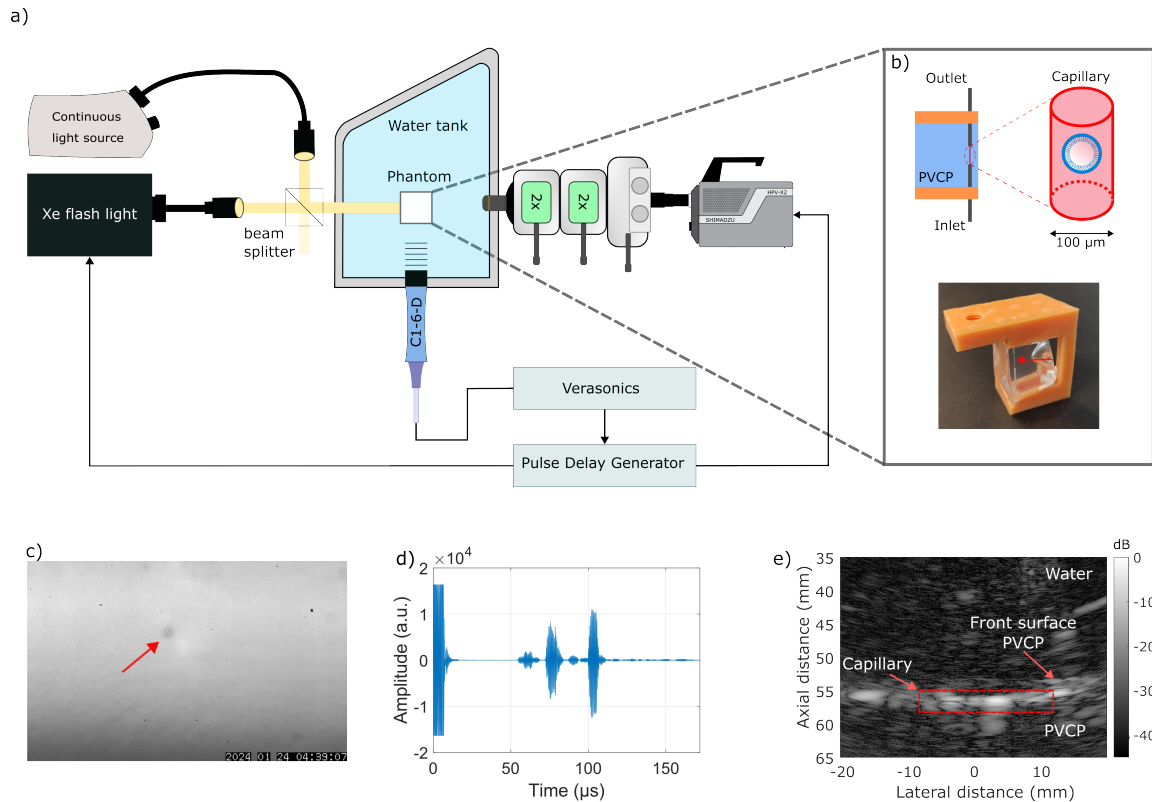 a)
Continuous
light source
Xe flash light
beam
splitter
Water tank
Phantom
C1-6-D
2x
2x
HPV-X2
SHIMADZU
Verasonics
Pulse Delay Generator
b)
Outlet
PVCP
Inlet
Capillary
100 µm
c)
2024 01 24 04:39:07
d)
×10⁴
2
1
0
-1
-2
Amplitude (a.u.)
0
50
100
150
Time (µs)
e)
35
40
45
50
55
60
65
Axial distance (mm)
Water
Front surface
PVCP
Capillary
PVCP
-20
-10
0
10
Lateral distance (mm)
dB
0
-10
-20
-30
-40